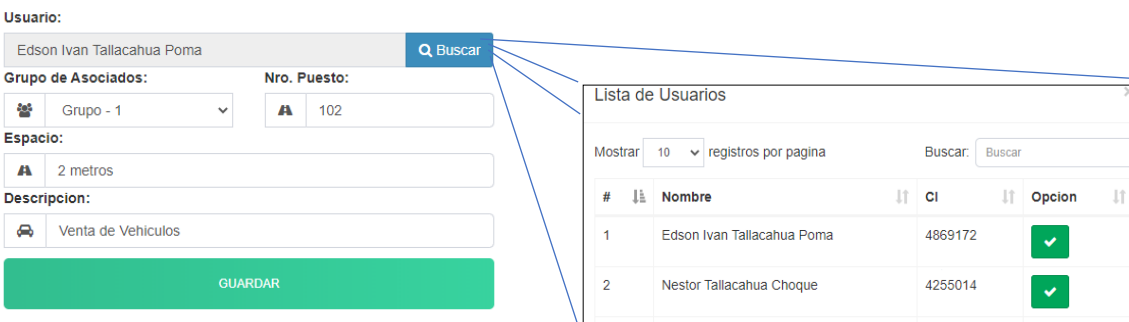 Usuario:
Edson Ivan Tallacahua Poma
Buscar
Grupo de Asociados: Nro. Puesto:
Grupo - 1 102
Espacio:
2 metros
Descripcion:
Venta de Vehiculos
GUARDAR
Lista de Usuarios
Mostrar 10 registros por pagina Buscar: Buscar
# Nombre CI Opcion
1 Edson Ivan Tallacahua Poma 4869172
2 Nestor Tallacahua Choque 4255014